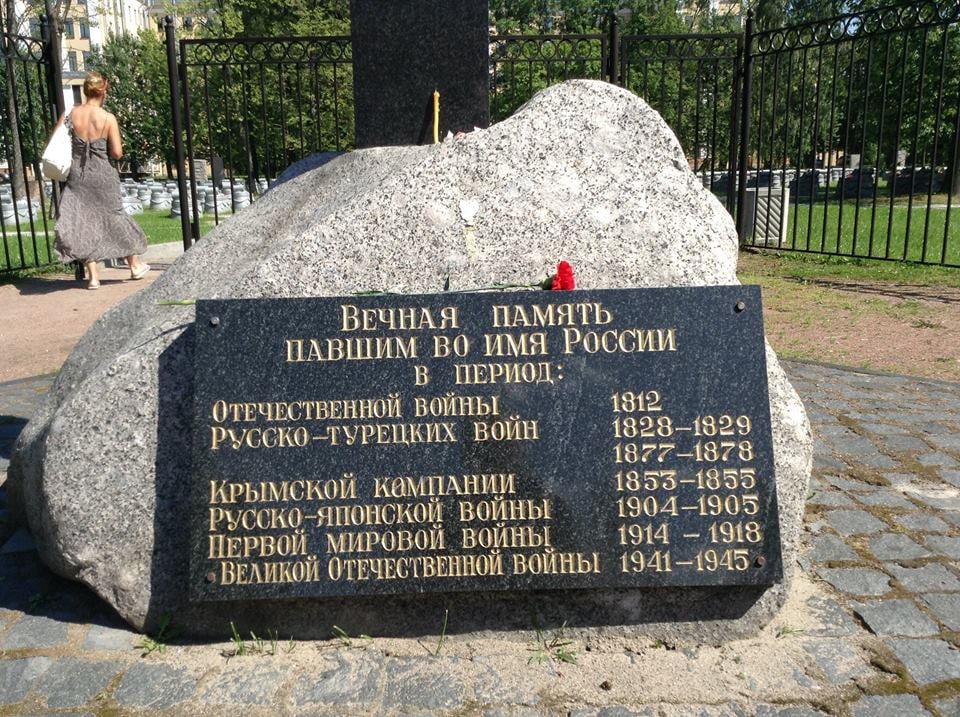 Вечная память
павшим во имя России
в период:
Отечественной войны 1812
Русско-турецких войн 1828-1829
1877-1878
Крымской кампании 1853-1855
Русско-японской войны 1904-1905
Первой мировой войны 1914 - 1918
Великой Отечественной войны 1941-1945